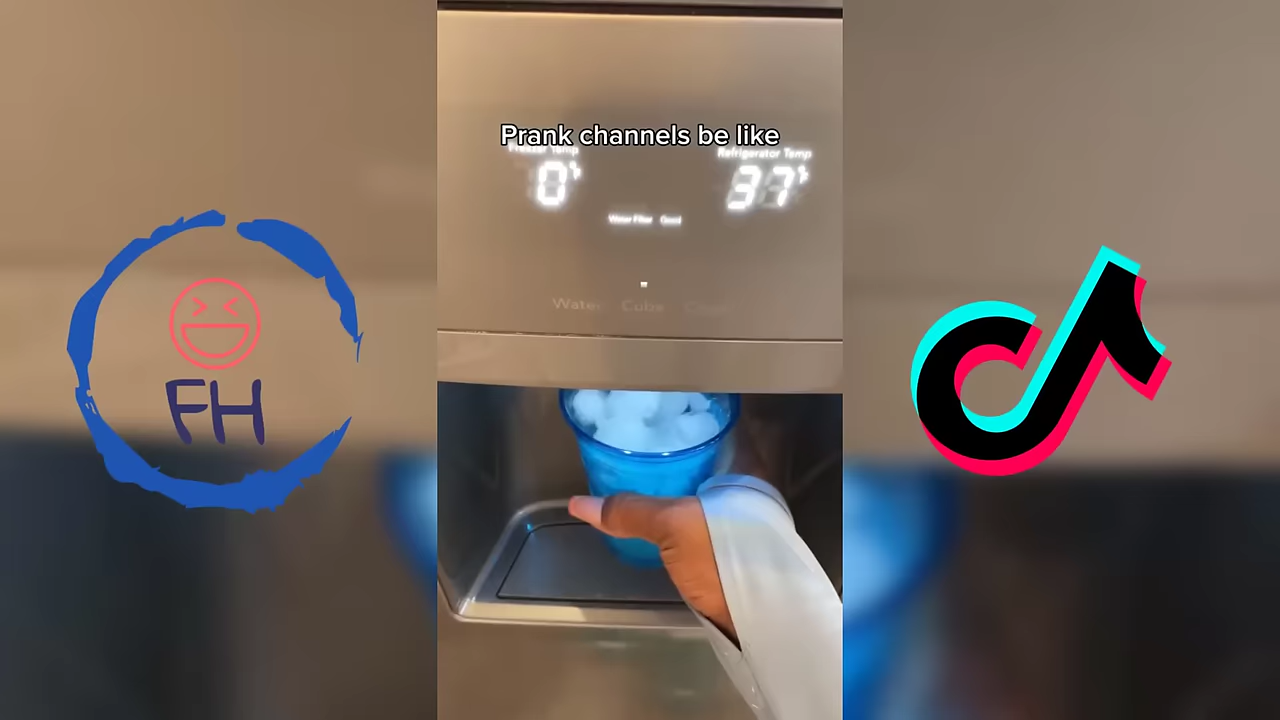 Prank channels be like
Freezer Temp
Refrigerator Temp
0°F
37°F
Water Filter Good
Water Cube
FH